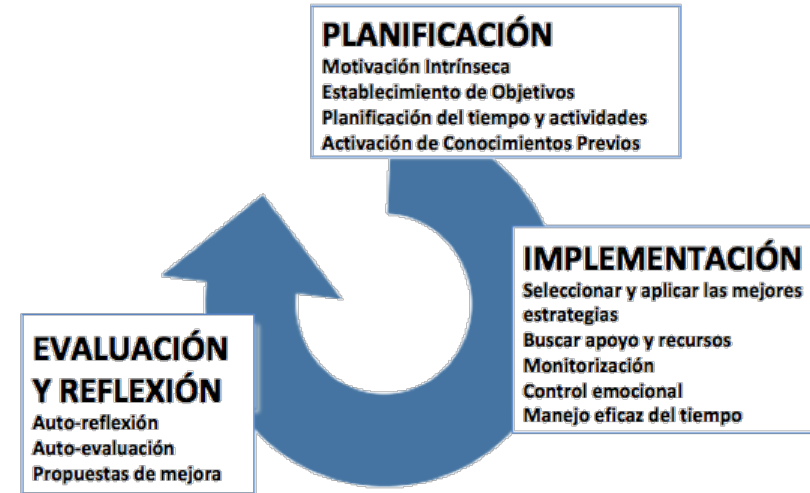 PLANIFICACIÓN
Motivación Intrínseca
Establecimiento de Objetivos
Planificación del tiempo y actividades
Activación de Conocimientos Previos
IMPLEMENTACIÓN
Seleccionar y aplicar las mejores
estrategias
Buscar apoyo y recursos
Monitorización
Control emocional
Manejo eficaz del tiempo
EVALUACIÓN
Y REFLEXIÓN
Auto-reflexión
Auto-evaluación
Propuestas de mejora